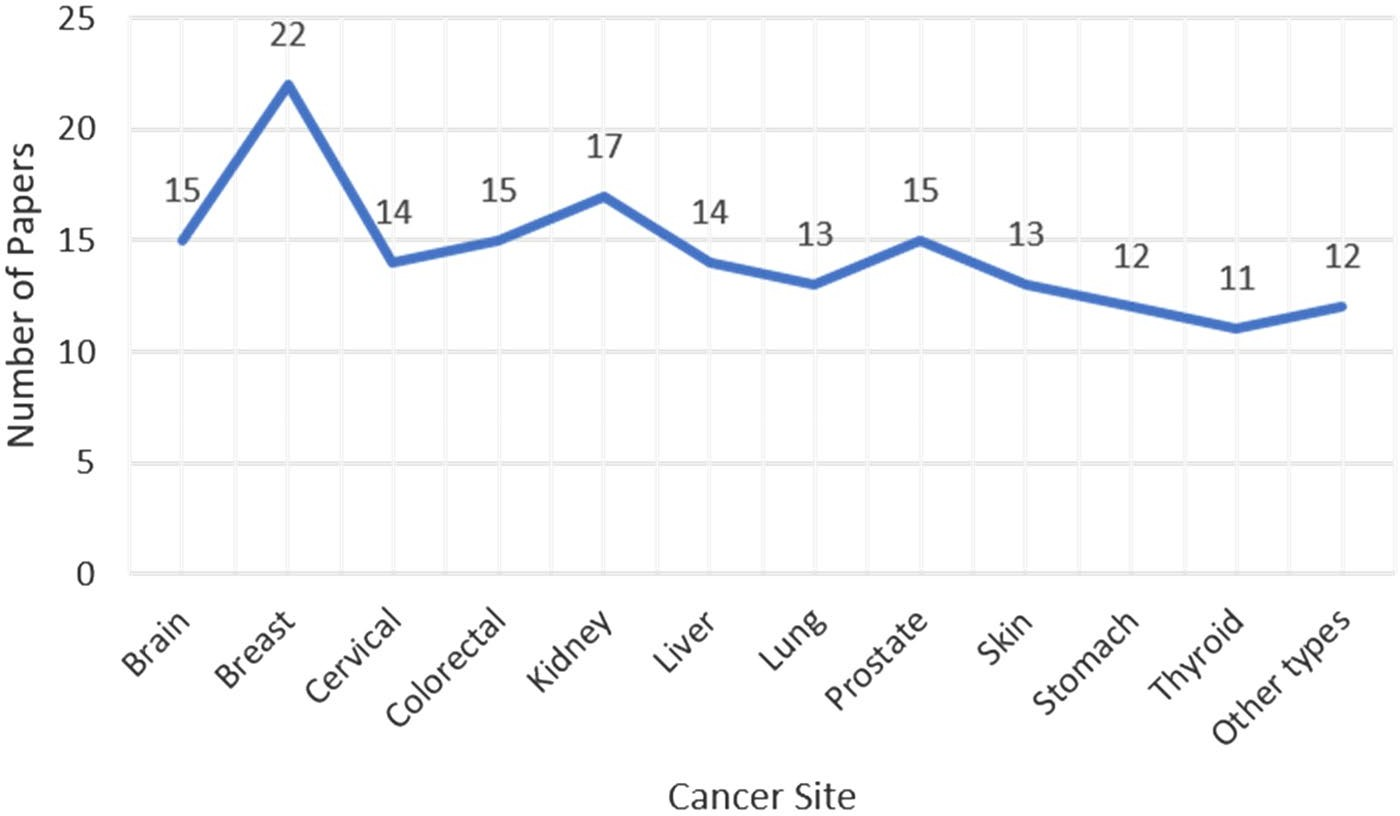 Number of Papers
25
20
15
10
5
0
15
22
14
15
17
14
13
15
13
12
11
12
Brain
Breast
Cervical
Colorectal
Kidney
Liver
Lung
Prostate
Skin
Stomach
Thyroid
Other types
Cancer Site